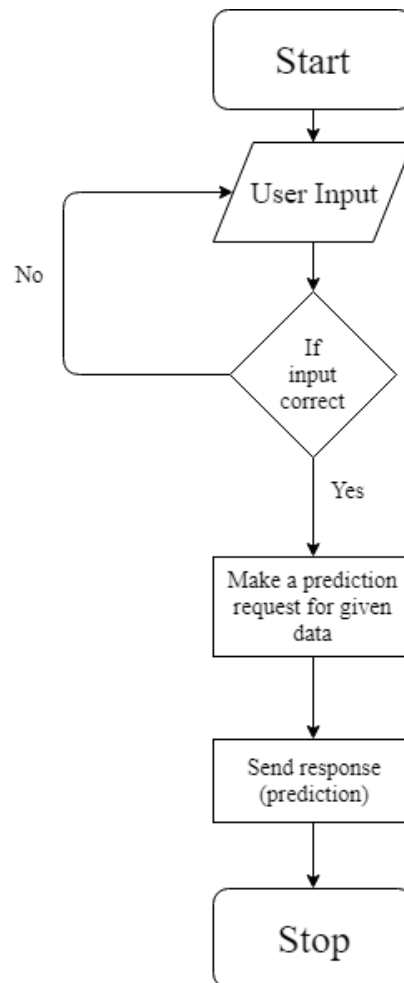 Start
User Input
No
If
input
correct
Yes
Make a prediction
request for given
data
Send response
(prediction)
Stop